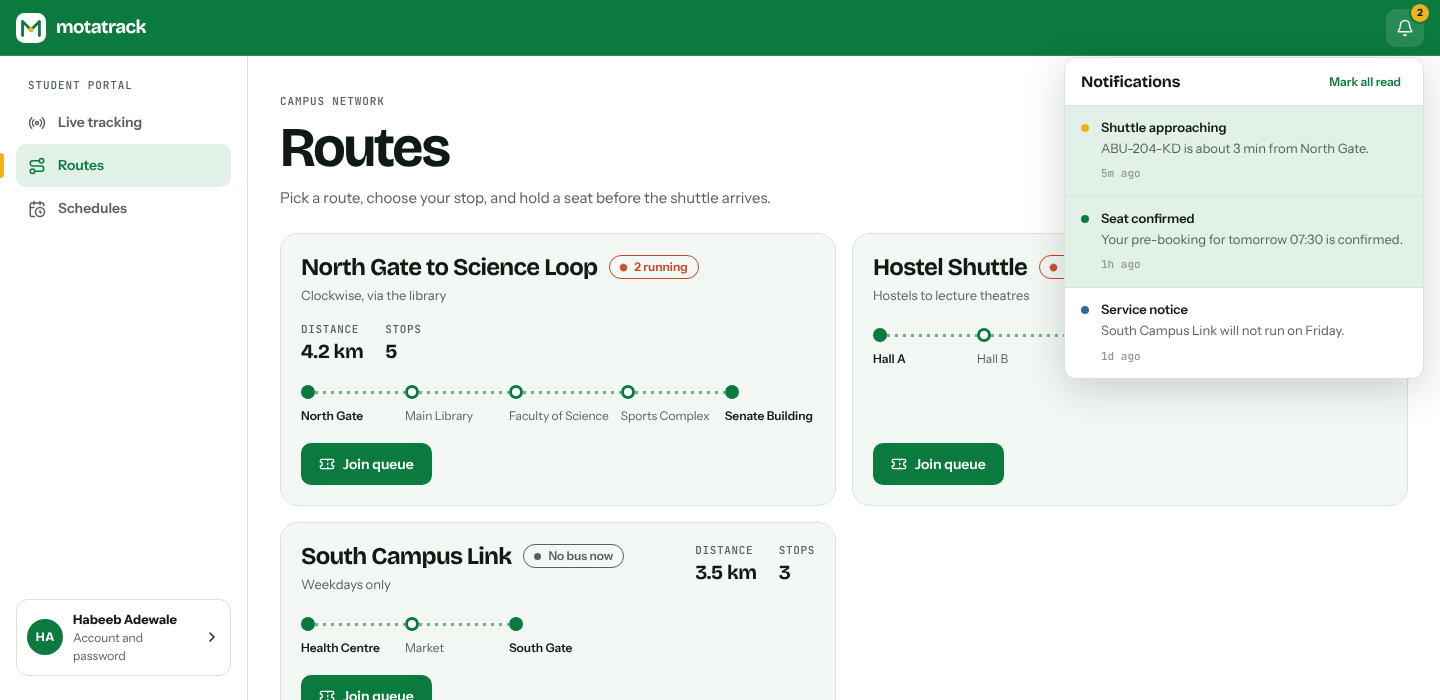 motatrack
2
STUDENT PORTAL
Live tracking
Routes
Schedules
HA
Habeeb Adewale
Account and
password
CAMPUS NETWORK
Routes
Pick a route, choose your stop, and hold a seat before the shuttle arrives.
North Gate to Science Loop
2 running
Clockwise, via the library
DISTANCE STOPS
4.2 km 5
North Gate Main Library Faculty of Science Sports Complex Senate Building
Join queue
Hostel Shuttle
Hostels to lecture theatres
Hall A Hall B
Join queue
South Campus Link
No bus now
Weekdays only
DISTANCE STOPS
3.5 km 3
Health Centre Market South Gate
Join queue
Notifications
Mark all read
Shuttle approaching
ABU-204-KD is about 3 min from North Gate.
5m ago
Seat confirmed
Your pre-booking for tomorrow 07:30 is confirmed.
1h ago
Service notice
South Campus Link will not run on Friday.
1d ago